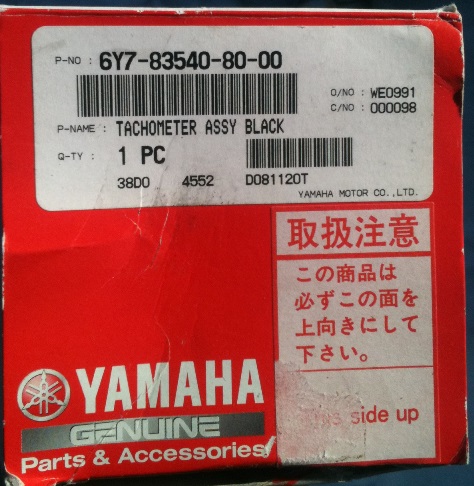 P-NO : 6Y7-83540-80-00
O/NO : WE0991
C/NO : 000098
P-NAME : TACHOMETER ASSY BLACK
Q-TY : 1 PC
38D0 4552 D081120T
YAMAHA MOTOR CO.,LTD.
取扱注意
この商品は
必ずこの面を
上向きにして
下さい。
side up
YAMAHA
GENUINE
Parts & Accessories